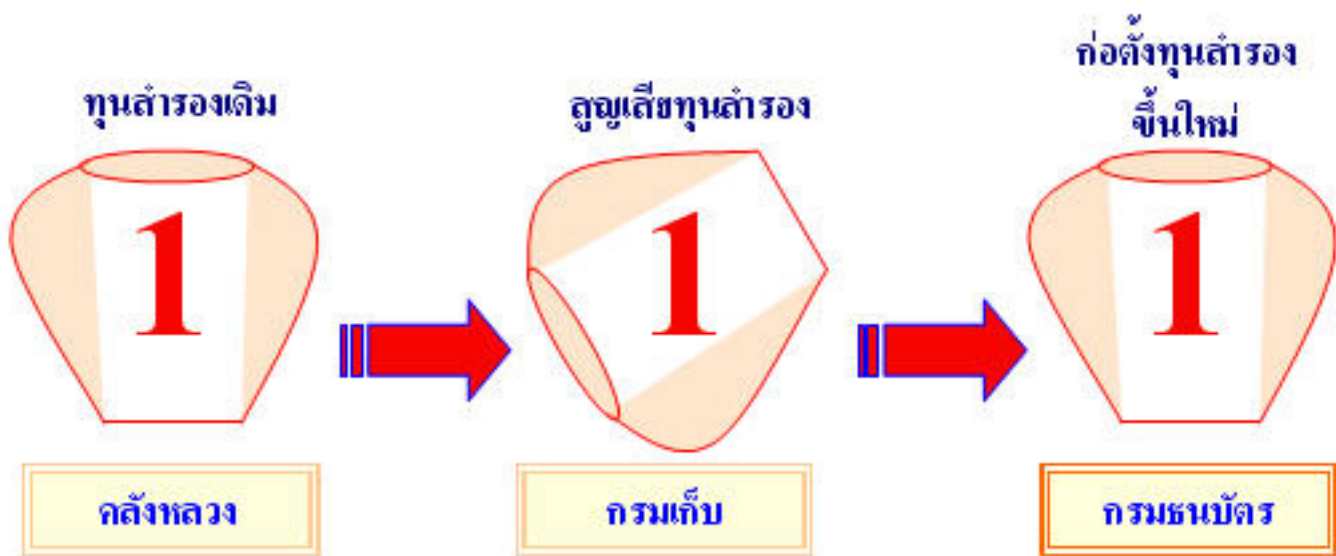 ทุนสำรองเดิม
1
คลังหลวง
สูญเสียทุนสำรอง
1
กรมเก็บ
ก่อตั้งทุนสำรอง
ขึ้นใหม่
1
กรมธนบัตร